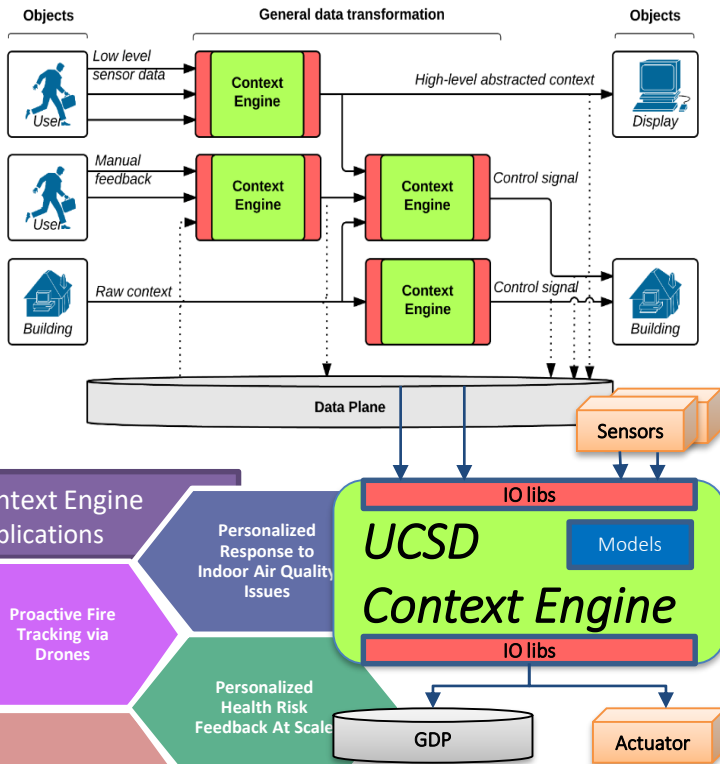 Objects
General data transformation
Objects
Low level
sensor data
User
Context
Engine
High-level abstracted context
Display
Manual
feedback
User
Context
Engine
Context
Engine
Control signal
Raw context
Building
Context
Engine
Control signal
Building
Data Plane
Sensors
ntext Engine
plications
IO libs
UCSD
Models
Context Engine
IO libs
Personalized
Response to
Indoor Air Quality
Issues
Proactive Fire
Tracking via
Drones
Personalized
Health Risk
Feedback At Scale
GDP
Actuator